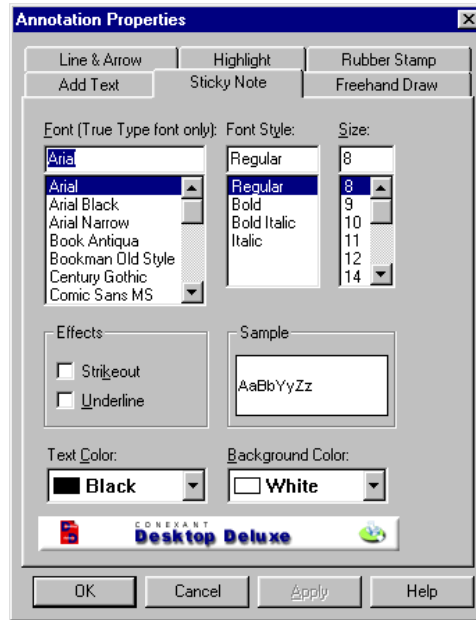 Annotation Properties
Line & Arrow Highlight Rubber Stamp
Add Text Sticky Note Freehand Draw
Font (True Type font only): Font Style: Size:
Arial Regular 8
Arial Regular 8
Arial Black Bold 9
Arial Narrow Bold Italic 10
Book Antiqua Italic 11
Bookman Old Style 12
Century Gothic 14
Comic Sans MS
Effects Sample
Strikeout
AaBbYyZz
Underline
Text Color: Background Color:
Black White
CONEXANT
Desktop Deluxe
OK Cancel Apply Help